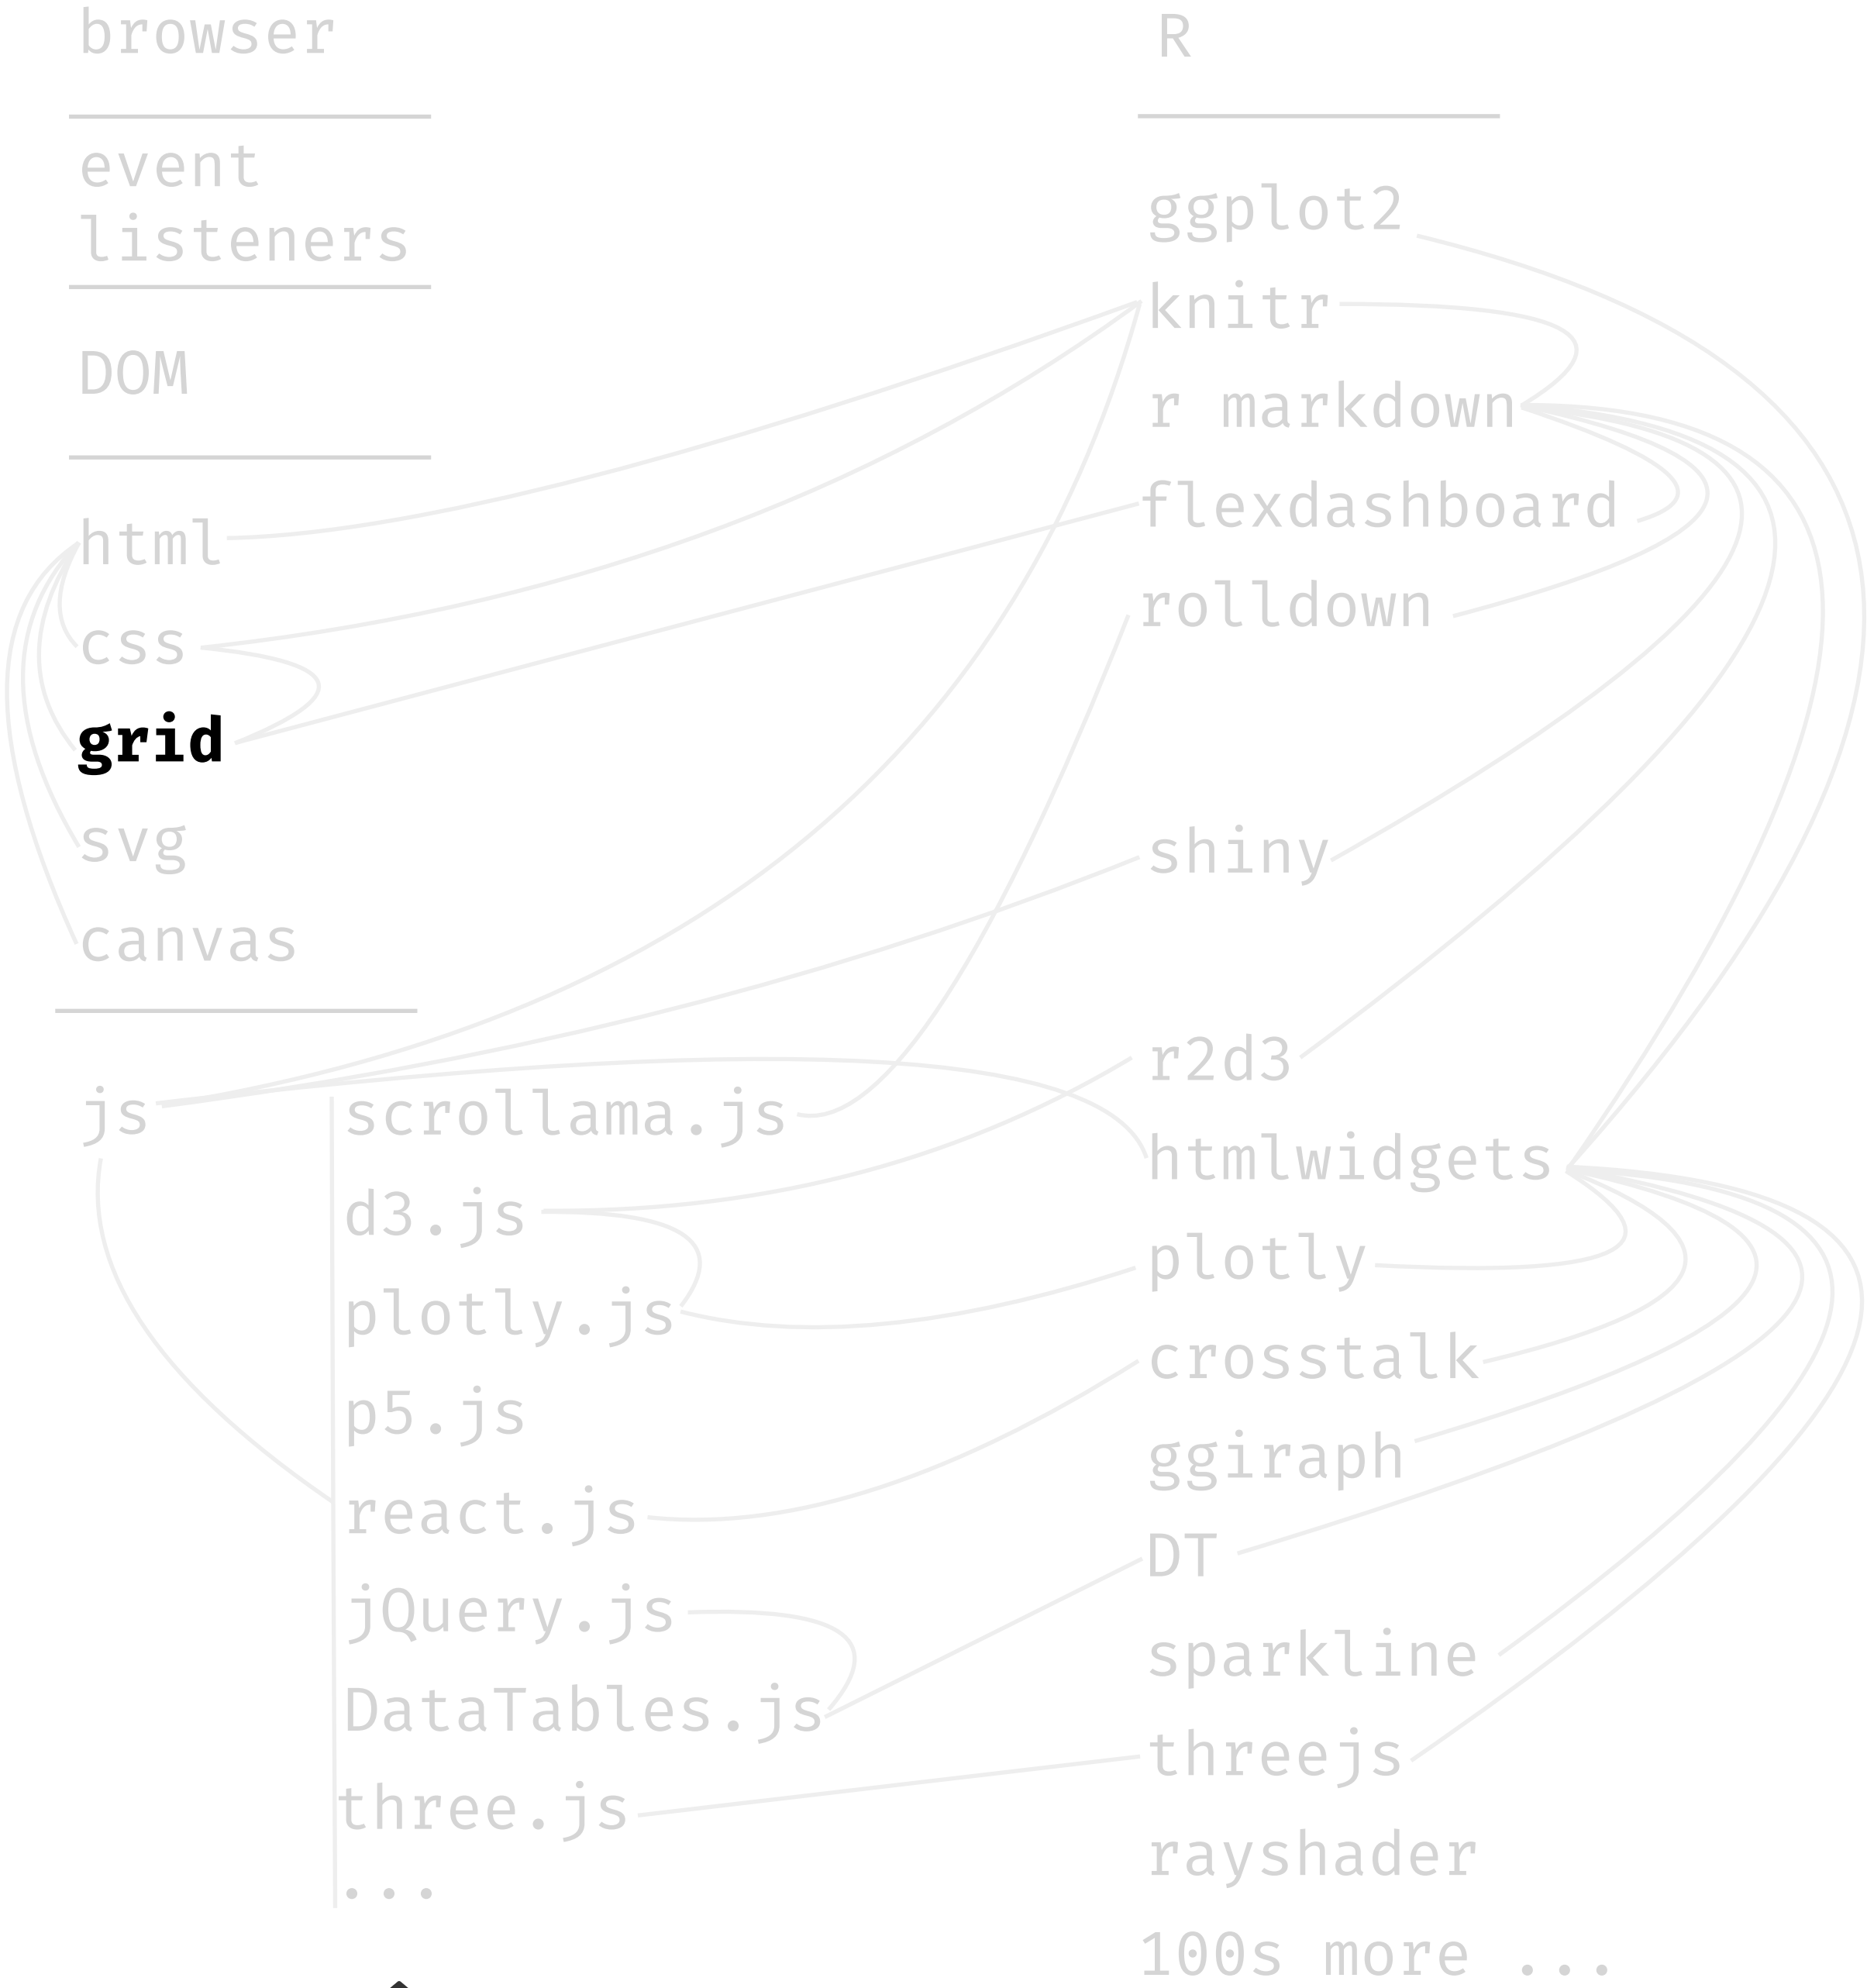 browser
event
listeners
DOM
html
css
grid
svg
canvas
js
scrollama.js
d3.js
plotly.js
p5.js
react.js
jQuery.js
DataTables.js
three.js
...
R
ggplot2
knitr
r markdown
flexdashboard
rolldown
shiny
r2d3
htmlwidgets
plotly
crosstalk
ggiraph
DT
sparkline
threejs
rayshader
100s more ...